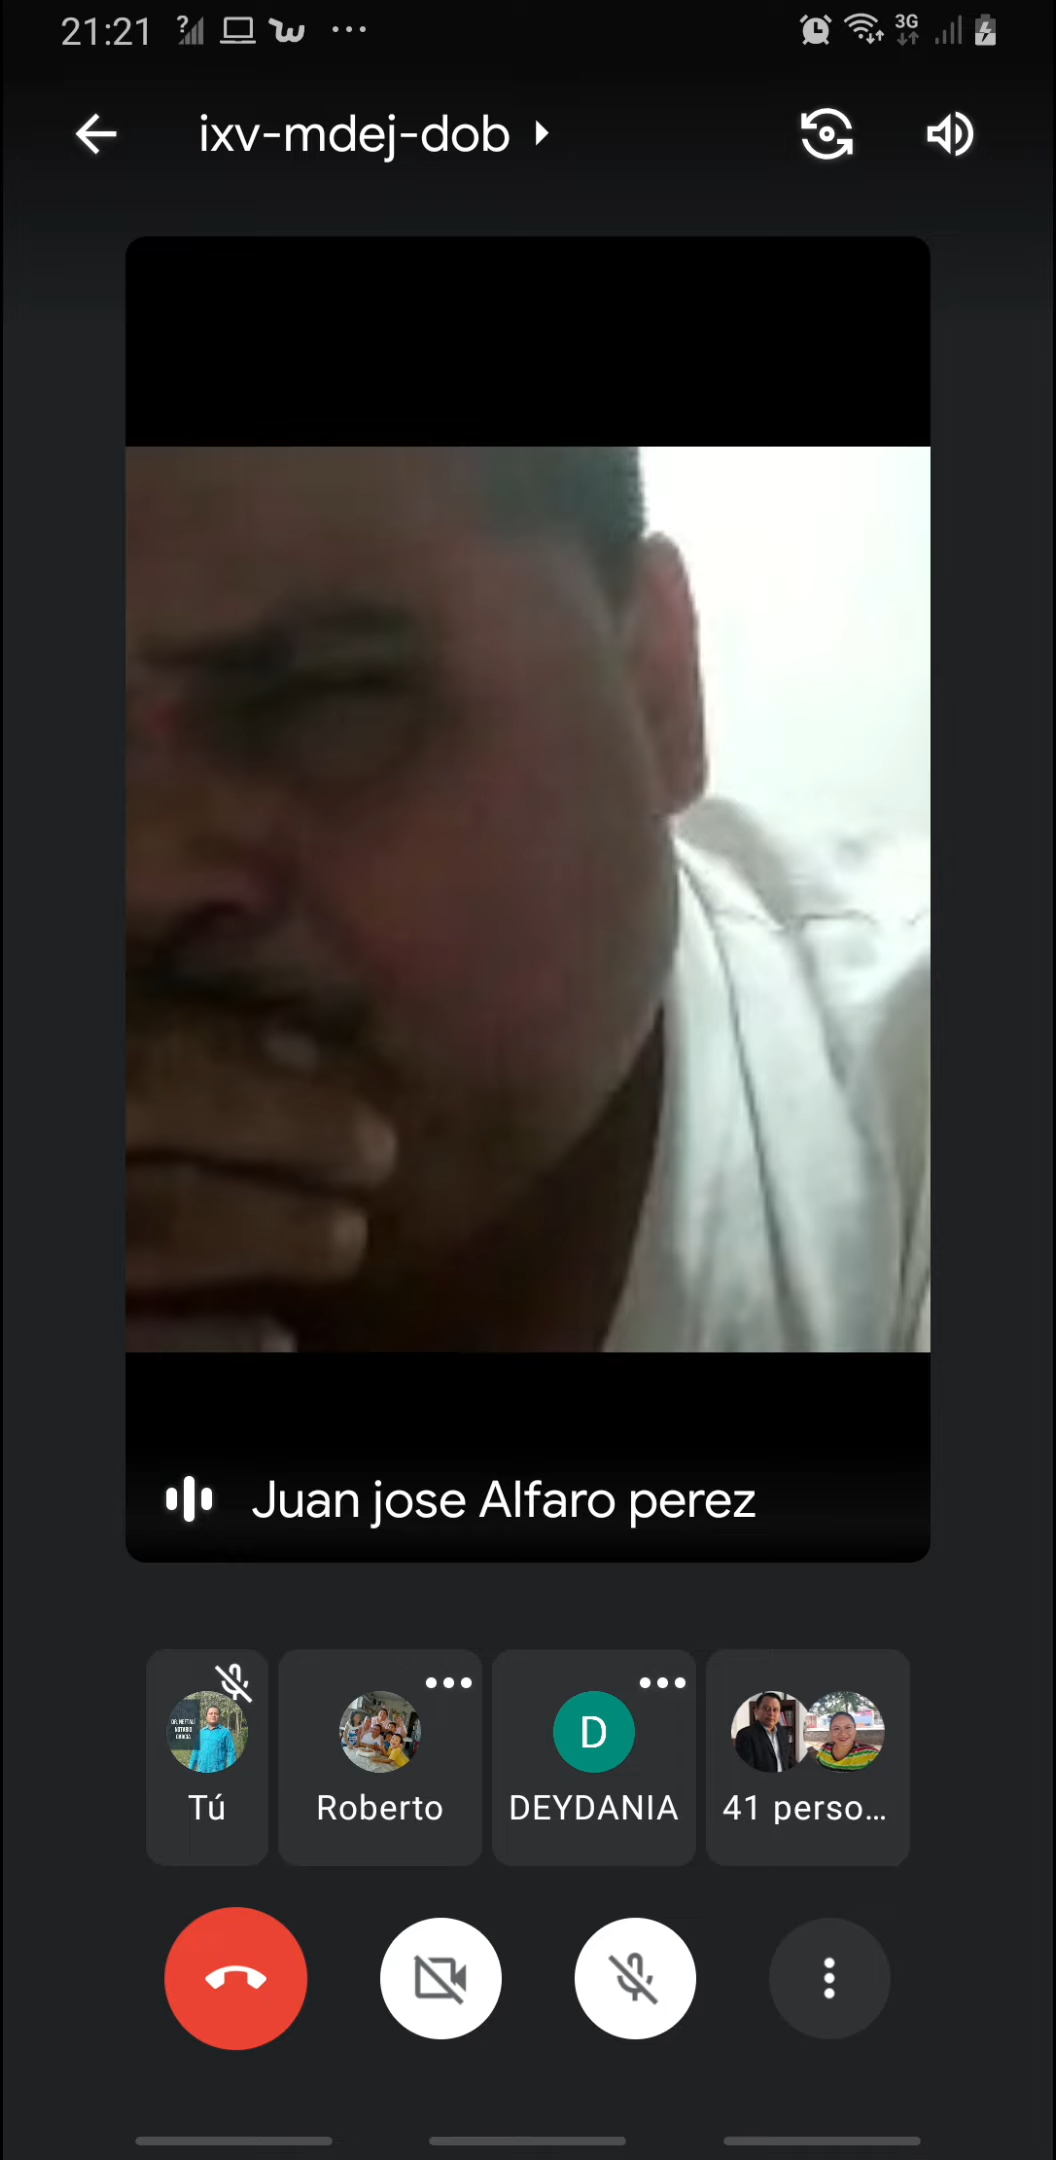 21:21
3G
ixv-mdej-dob
Juan jose Alfaro perez
Tú
Roberto
D
DEYDANIA
41 perso...